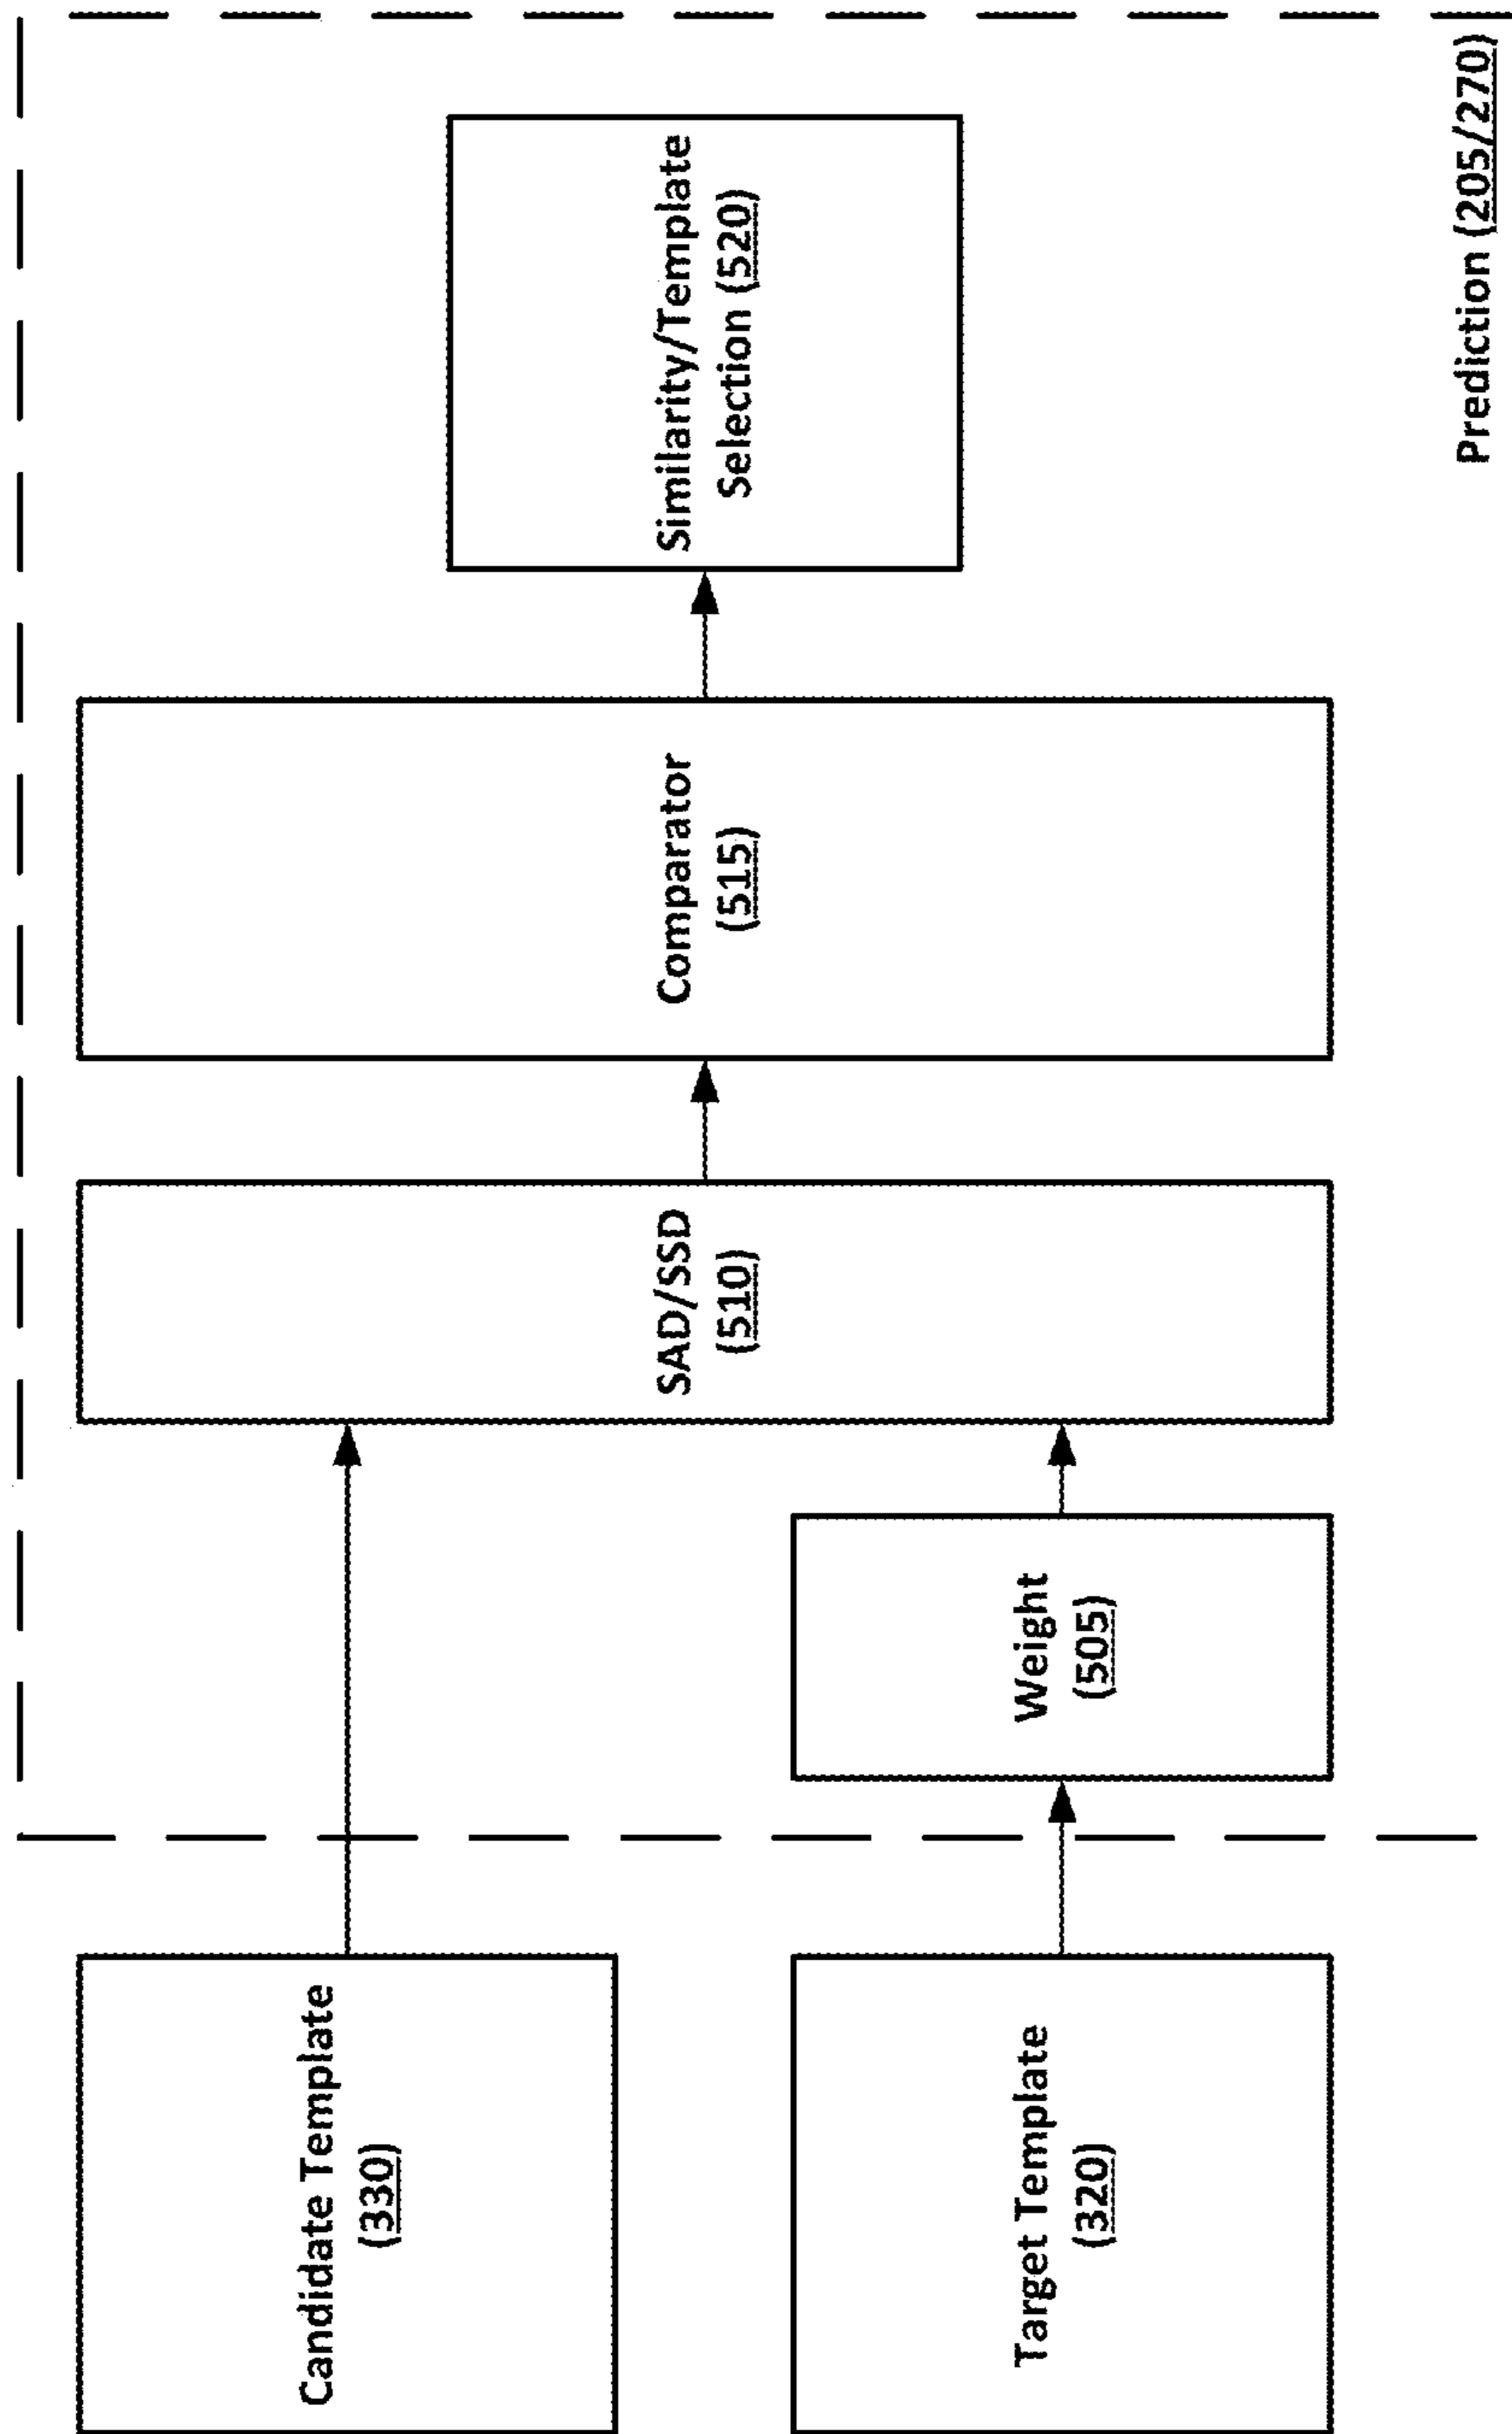 Candidate Template
(330)
Target Template
(320)
Weight
(505)
SAD/SSD
(510)
Comparator
(515)
Similarity/Template
Selection (520)
Prediction (205/270)